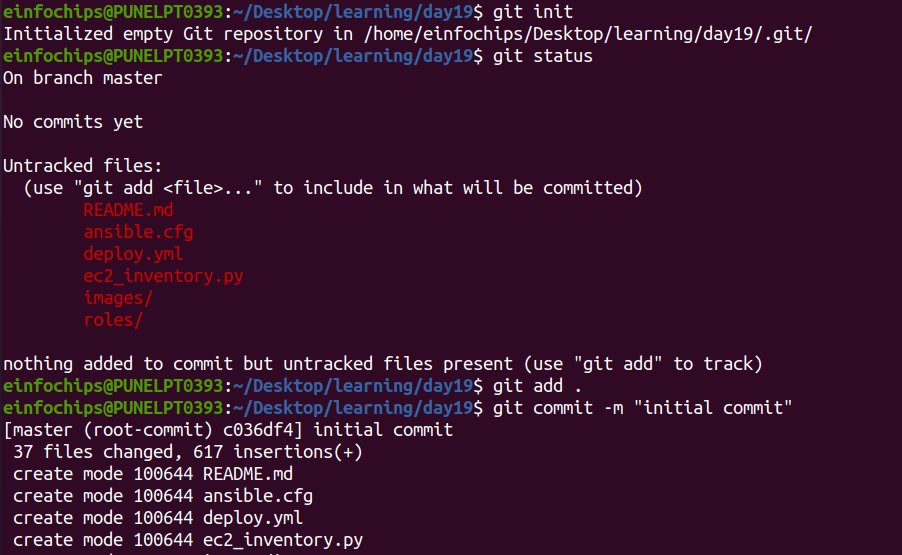 einfochips@PUNELPT0393:~/Desktop/learning/day19$ git init
Initialized empty Git repository in /home/einfochips/Desktop/learning/day19/.git/
einfochips@PUNELPT0393:~/Desktop/learning/day19$ git status
On branch master
No commits yet
Untracked files:
  (use "git add <file>..." to include in what will be committed)
        README.md
        ansible.cfg
        deploy.yml
        ec2_inventory.py
        images/
        roles/
nothing added to commit but untracked files present (use "git add" to track)
einfochips@PUNELPT0393:~/Desktop/learning/day19$ git add .
einfochips@PUNELPT0393:~/Desktop/learning/day19$ git commit -m "initial commit"
[master (root-commit) c036df4] initial commit
 37 files changed, 617 insertions(+)
 create mode 100644 README.md
 create mode 100644 ansible.cfg
 create mode 100644 deploy.yml
 create mode 100644 ec2_inventory.py